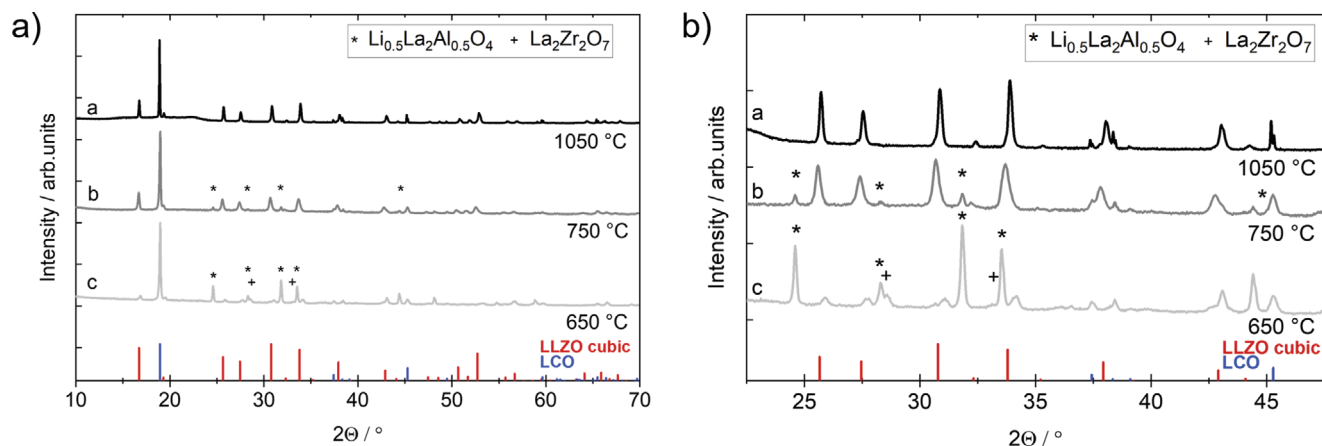 a)
* Li0.5La2Al0.5O4 + La2Zr2O7
a
1050 °C
* * * *
b
750 °C
* * * *
+ +
c
650 °C
LLZO cubic
LCO
Intensity / arb.units
10 20 30 40 50 60 70
2Θ / °
b)
* Li0.5La2Al0.5O4 + La2Zr2O7
a
1050 °C
* * * *
b
750 °C
* * * *
+ +
c
650 °C
LLZO cubic
LCO
Intensity / arb.units
25 30 35 40 45
2Θ / °